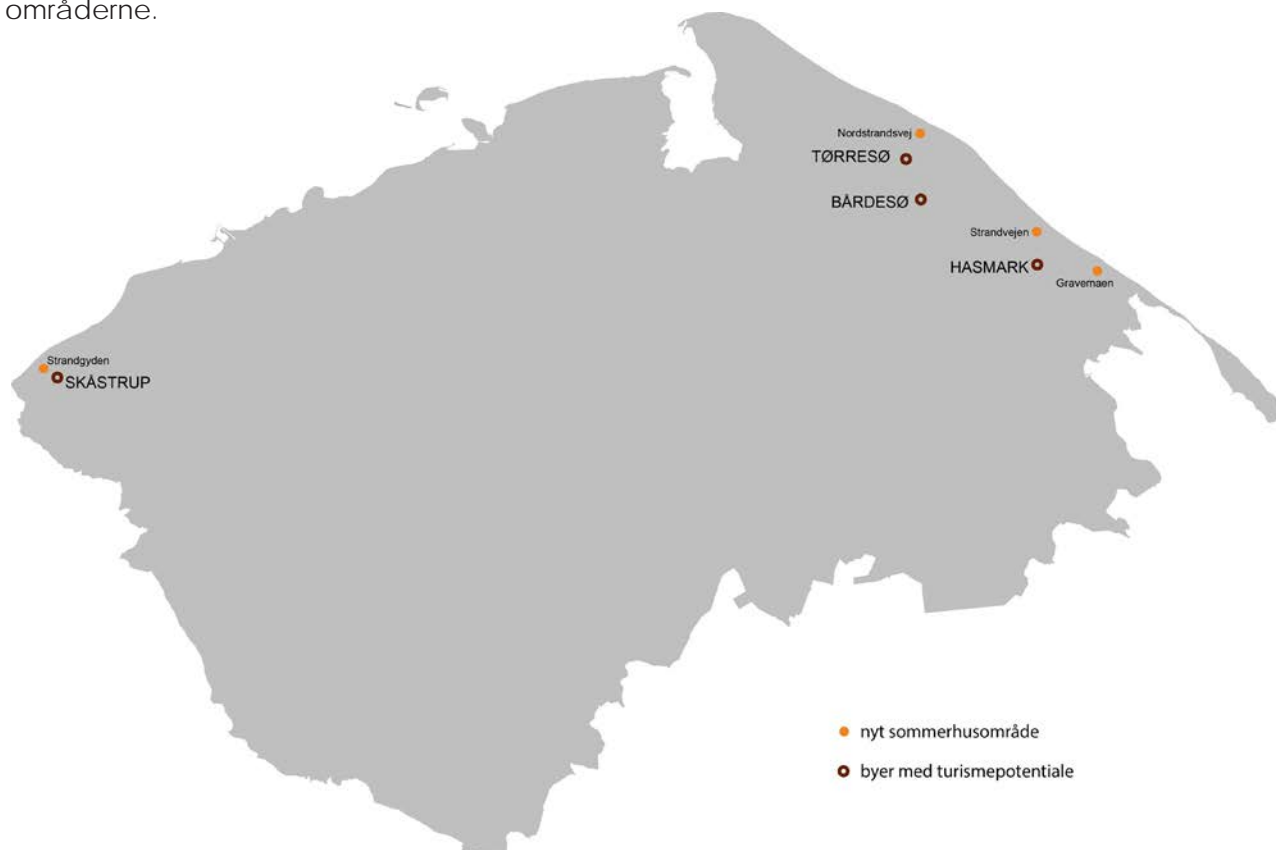 områderne.
Nordstrandsvej
TØRRESØ
BÅRDESØ
Strandvejen
HASMARK
Gravemaen
Strandgyden
SKÅSTRUP
nyt sommerhusområde
byer med turismepotentiale